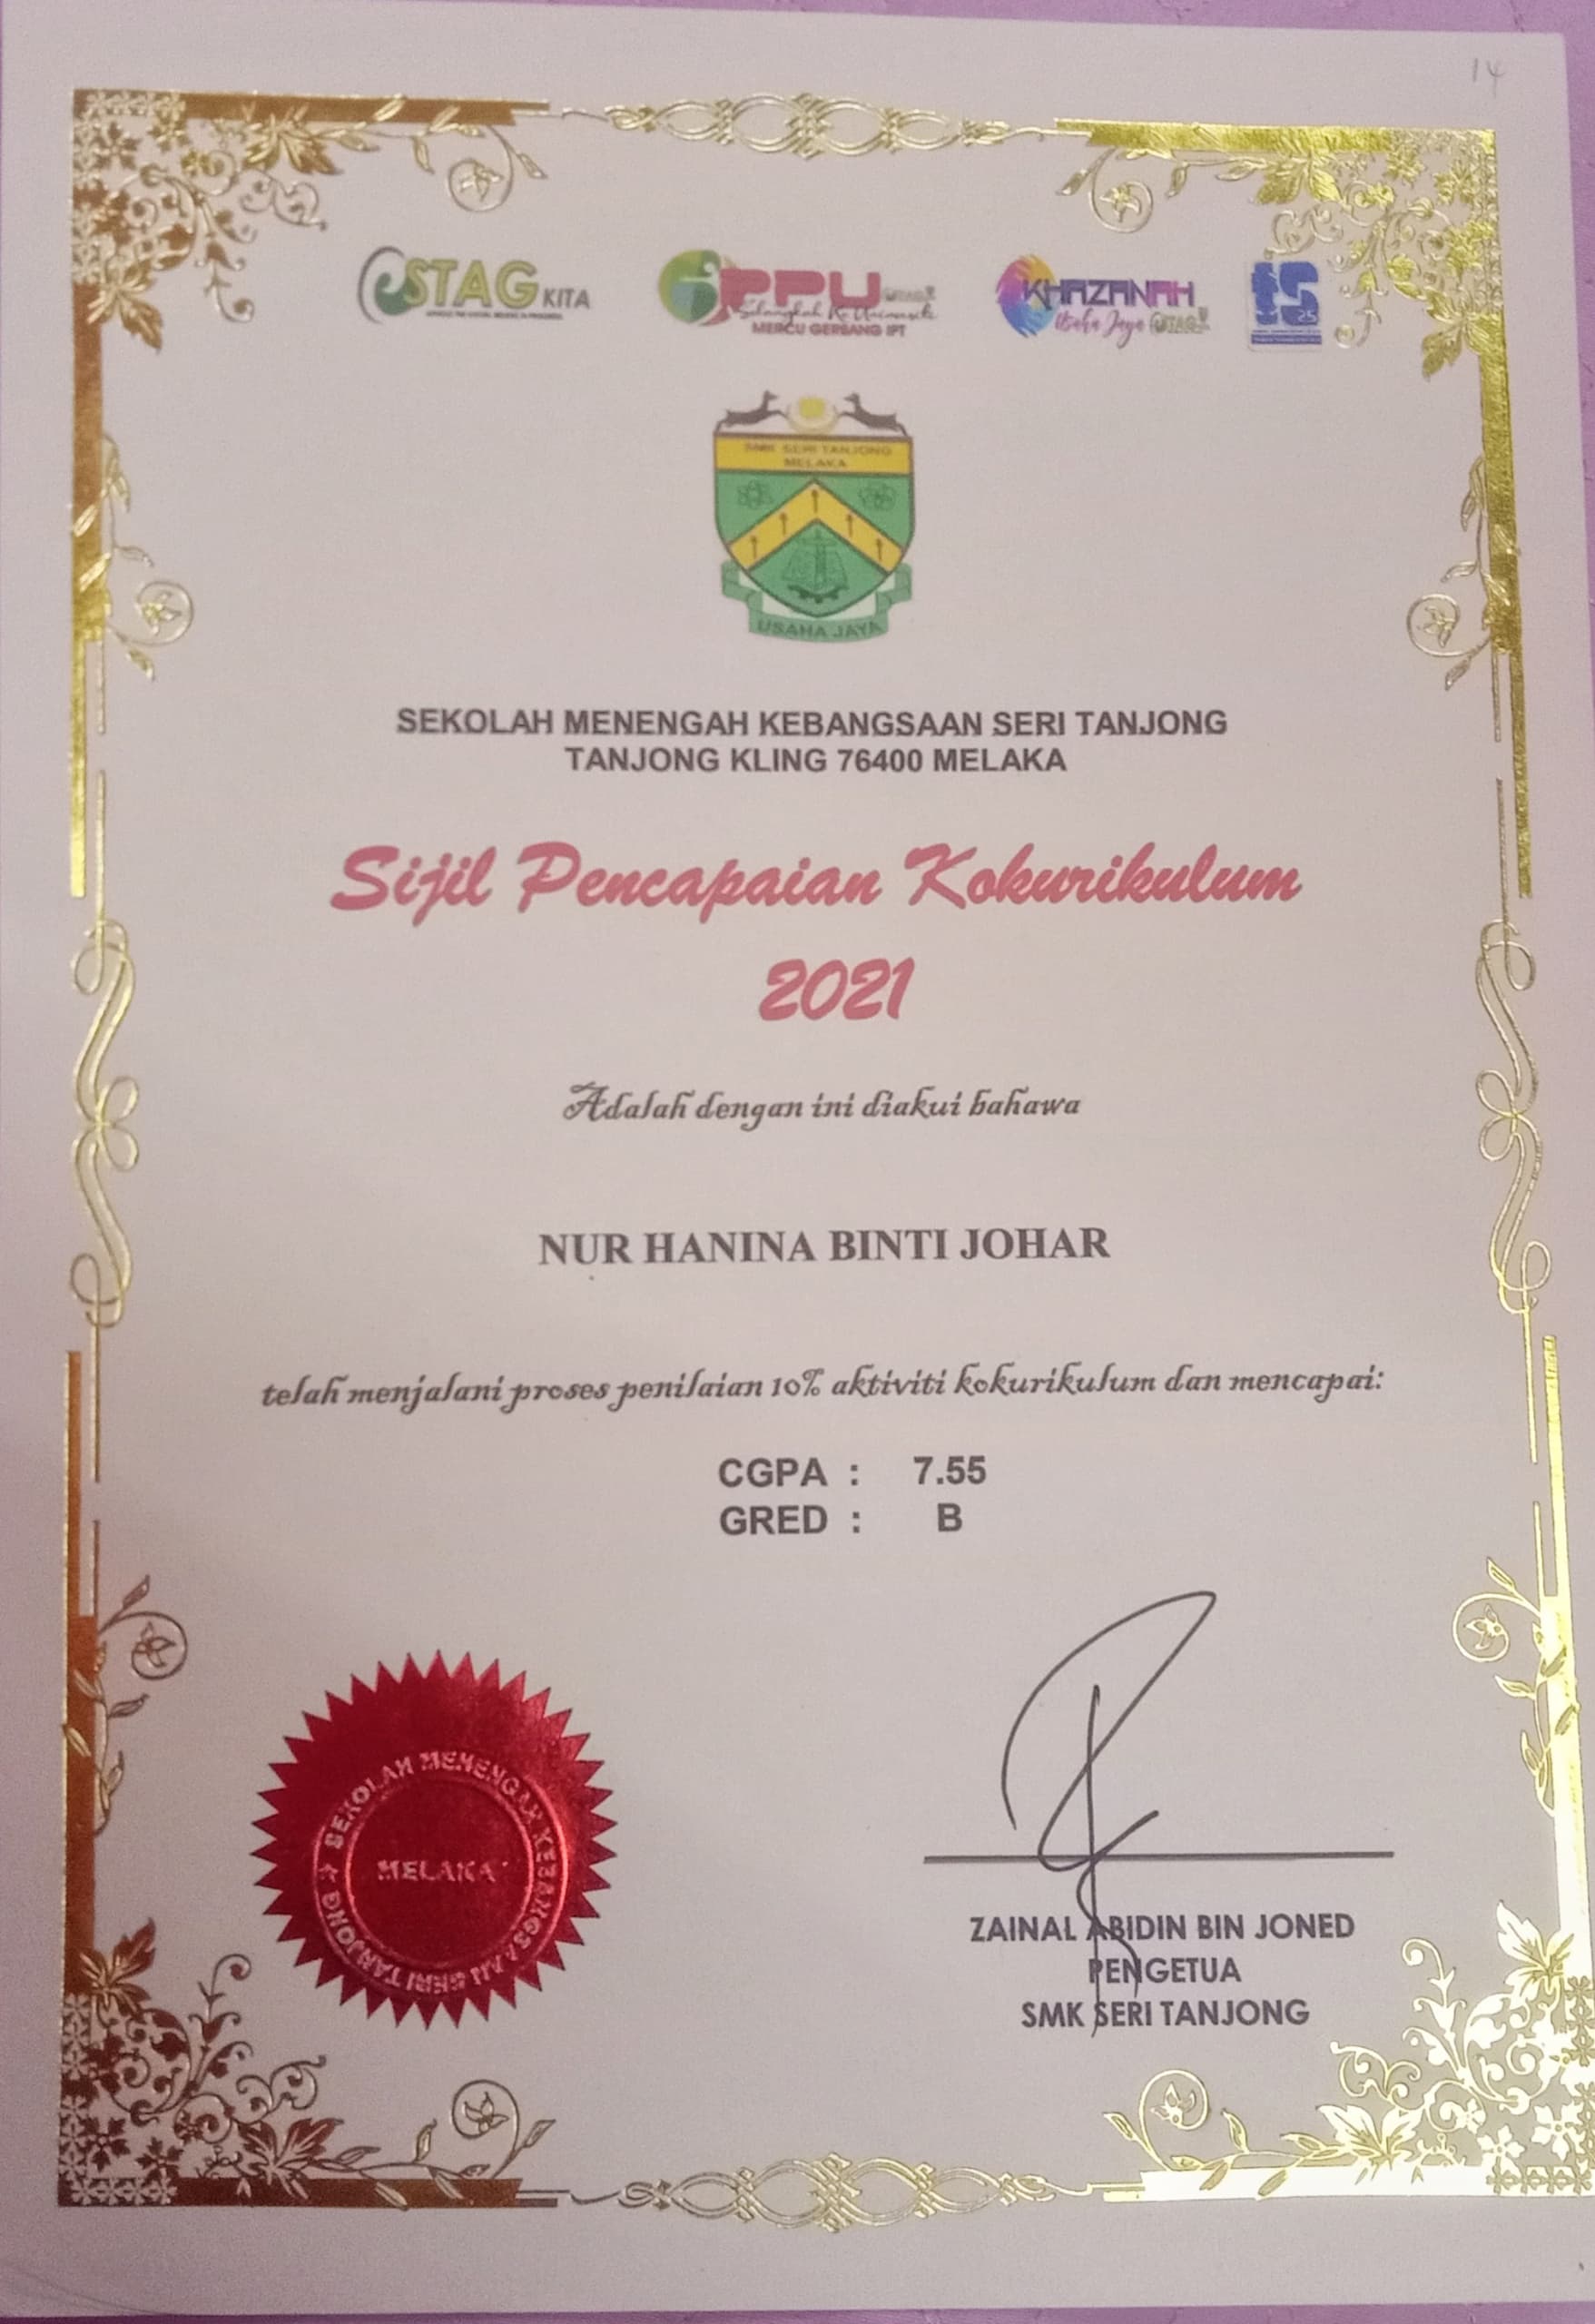 14
STAG KITA
PPU
Selangkah Ke Universiti
MERCU GERBANG IPT
KHAZANAH
Usaha Jaya STAG
ts
25
SMK SERI TANJONG
MELAKA
USAHA JAYA
SEKOLAH MENENGAH KEBANGSAAN SERI TANJONG
TANJONG KLING 76400 MELAKA
Sijil Pencapaian Kokurikulum
2021
Adalah dengan ini diakui bahawa
NUR HANINA BINTI JOHAR
telah menjalani proses penilaian 10% aktiviti kokurikulum dan mencapai:
CGPA : 7.55
GRED : B
SEKOLAH MENENGAH KEBANGSAAN SERI TANJONG
MELAKA
ZAINAL ABIDIN BIN JONED
PENGETUA
SMK SERI TANJONG